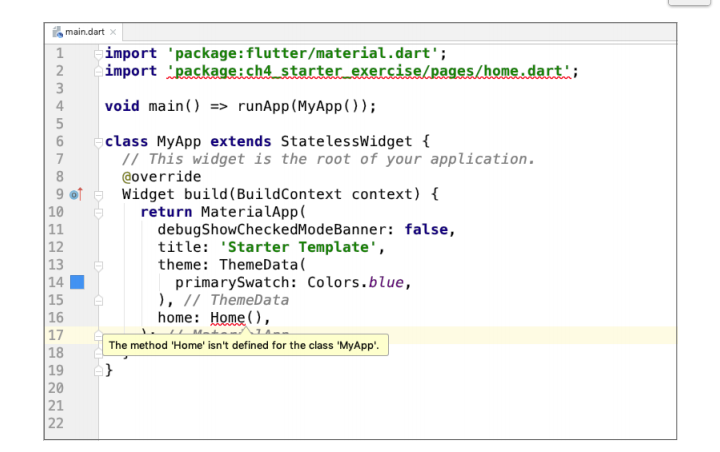 main.dart ×
1 import 'package:flutter/material.dart';
2 import 'package:ch4_starter_exercise/pages/home.dart';
3
4 void main() => runApp(MyApp());
5
6 class MyApp extends StatelessWidget {
7 // This widget is the root of your application.
8 @override
9 Widget build(BuildContext context) {
10 return MaterialApp(
11 debugShowCheckedModeBanner: false,
12 title: 'Starter Template',
13 theme: ThemeData(
14 primarySwatch: Colors.blue,
15 ), // ThemeData
16 home: Home(),
17 ); // MaterialApp
The method 'Home' isn't defined for the class 'MyApp'.
18 }
19 }
20
21
22